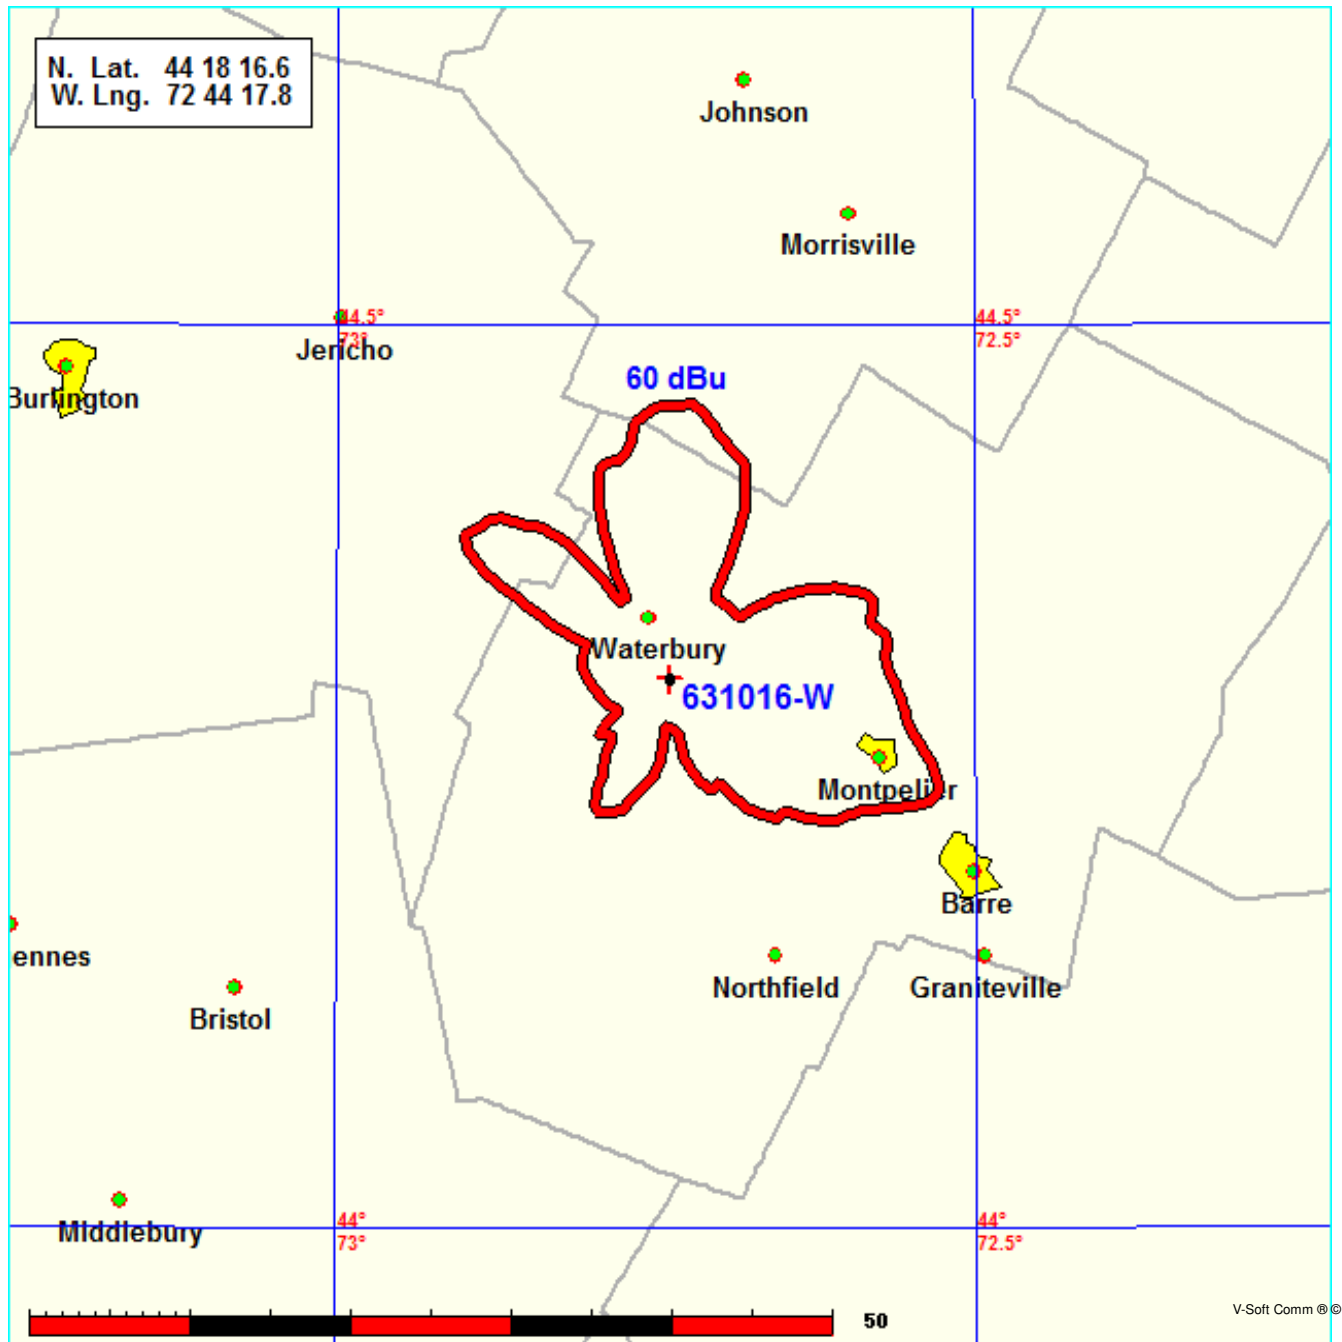 N. Lat. 44 18 16.6
W. Lng. 72 44 17.8
Johnson
Morrisville
44.5°
73°
44.5°
72.5°
Jericho
60 dBu
Burlington
Waterbury
631016-W
Montpelier
Barre
ennes
Northfield
Graniteville
Bristol
Middlebury
44°
73°
44°
72.5°
50
V-Soft Comm ® ©